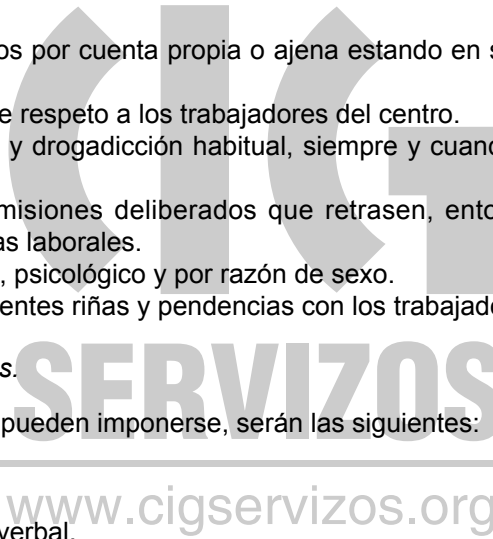 os por cuenta propia o ajena estando en s
e respeto a los trabajadores del centro.
y drogadicción habitual, siempre y cuand
misiones deliberados que retrasen, ento
as laborales.
, psicológico y por razón de sexo.
entes riñas y pendencias con los trabajado
s.
pueden imponerse, serán las siguientes:
verbal.
CIG
SERVIZOS
www.cigservizos.org